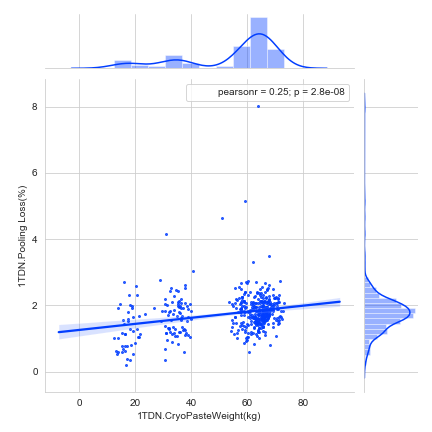 pearsonr = 0.25; p = 2.8e-08
8
6
4
2
0
1TDN.Pooling Loss(%)
0 20 40 60 80
1TDN.CryoPasteWeight(kg)